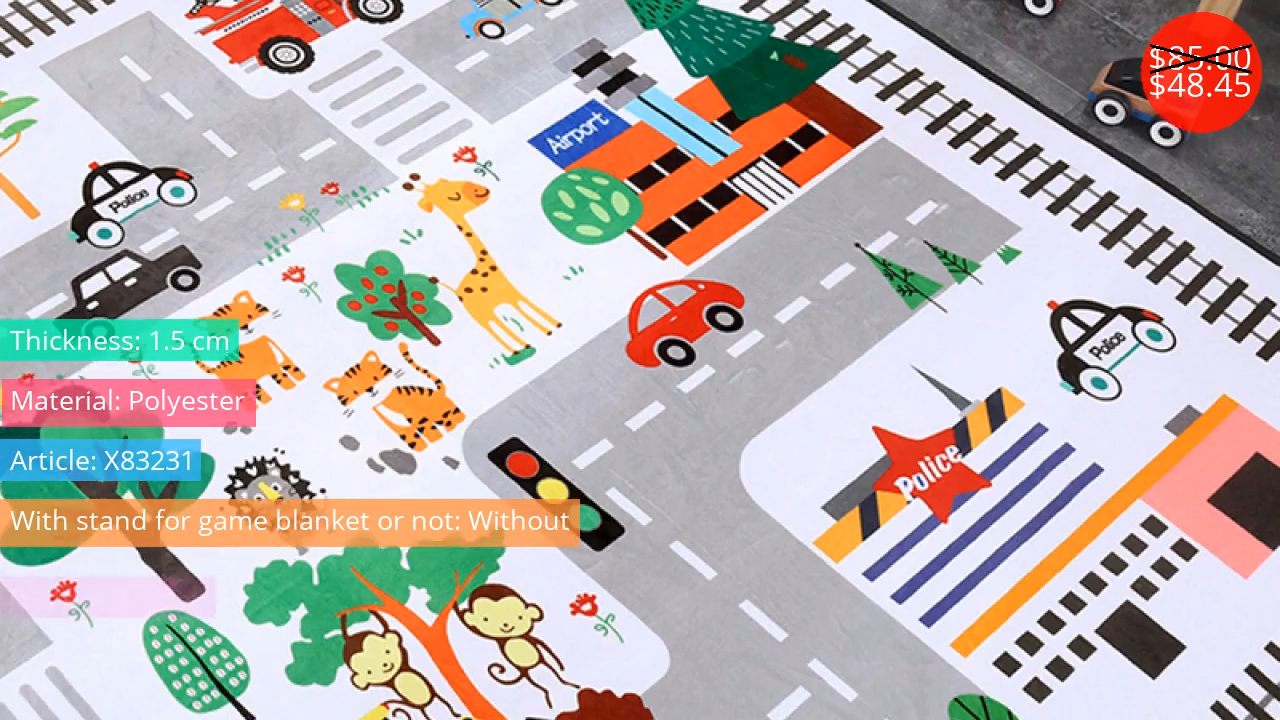 $85.00
$48.45
Airport
Police
Police
Police
Thickness: 1.5 cm
Material: Polyester
Article: X83231
With stand for game blanket or not: Without